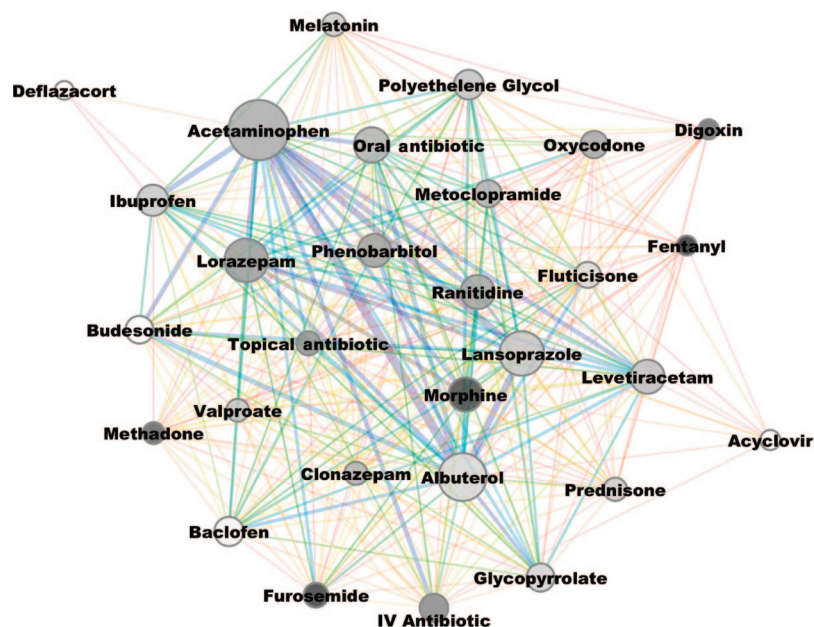 Melatonin
Polyethelene Glycol
Deflazacort
Acetaminophen
Oral antibiotic
Oxycodone
Digoxin
Metoclopramide
Ibuprofen
Fentanyl
Phenobarbitol
Lorazepam
Fluticisone
Ranitidine
Budesonide
Topical antibiotic
Lansoprazole
Levetiracetam
Morphine
Valproate
Methadone
Acyclovir
Clonazepam
Albuterol
Prednisone
Baclofen
Glycopyrrolate
Furosemide
IV Antibiotic